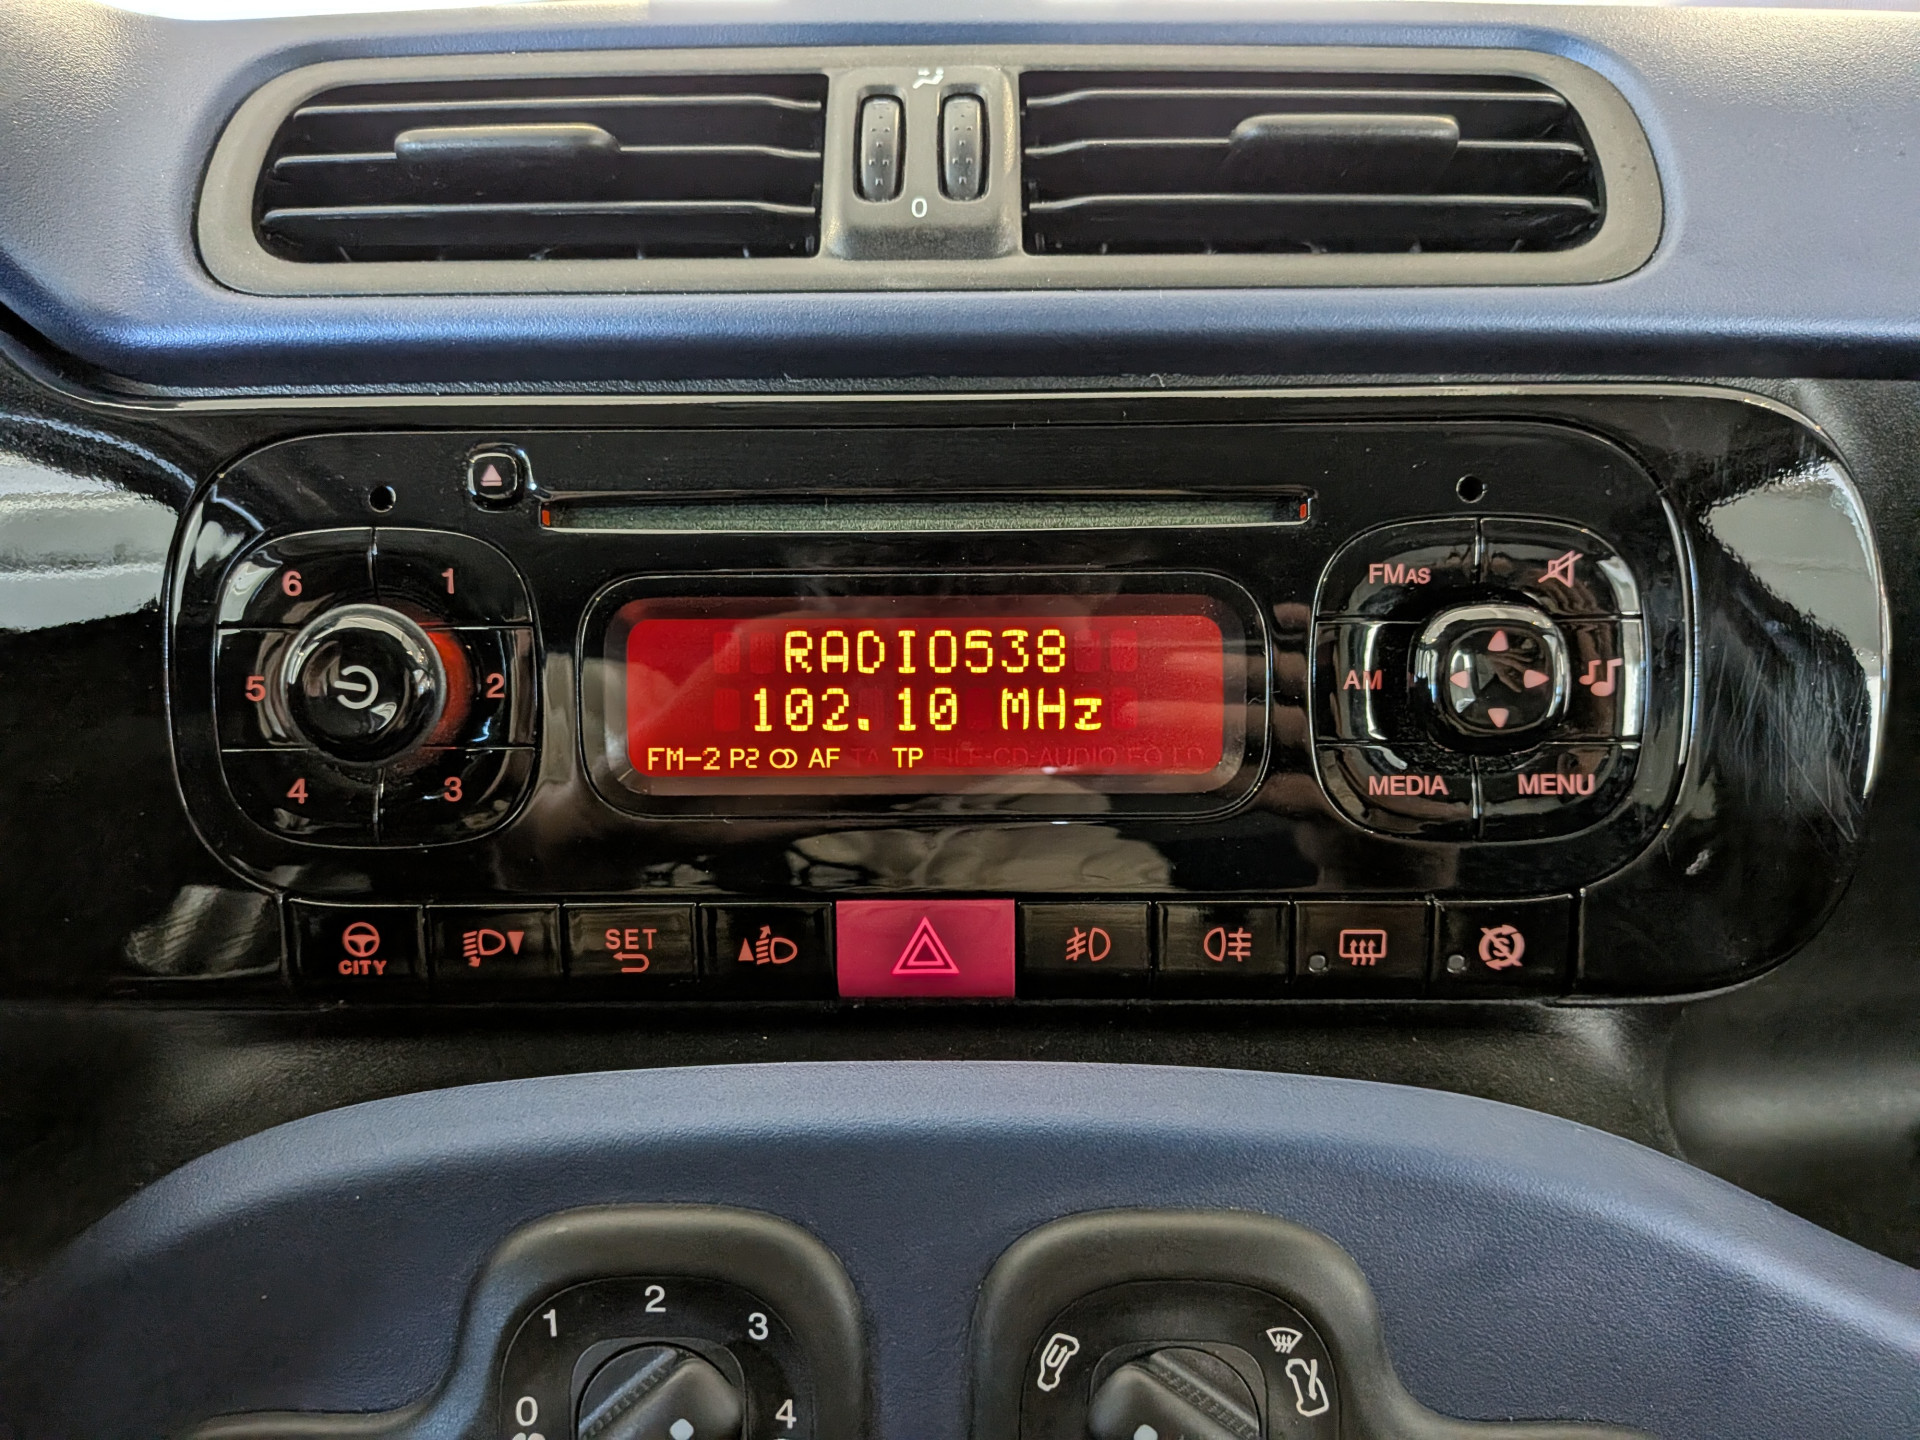 0
6
1
FMAS
RADIO538
5
2
AM
102.10 MHz
FM-2 P2 AF TP
4
3
MEDIA
MENU
CITY
SET
S
1
2
3
0
4